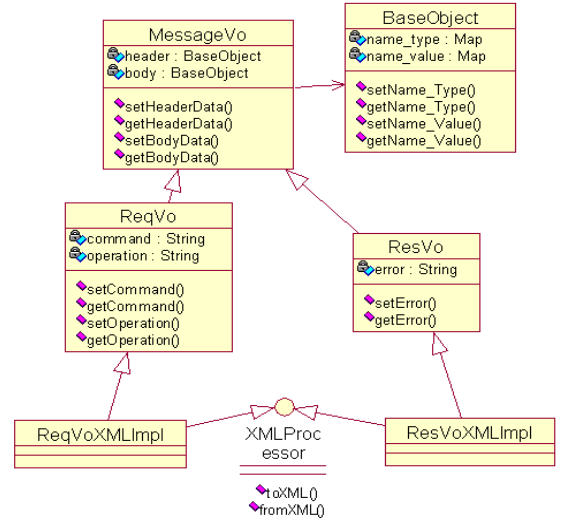 MessageVo
header : BaseObject
body : BaseObject
setHeaderData()
getHeaderData()
setBodyData()
getBodyData()
BaseObject
name_type : Map
name_value : Map
setName_Type()
getName_Type()
setName_Value()
getName_Value()
ReqVo
command : String
operation : String
setCommand()
getCommand()
setOperation()
getOperation()
ResVo
error : String
setError()
getError()
ReqVoXMLImpl
XMLProc
essor
toXML()
fromXML()
ResVoXMLImpl